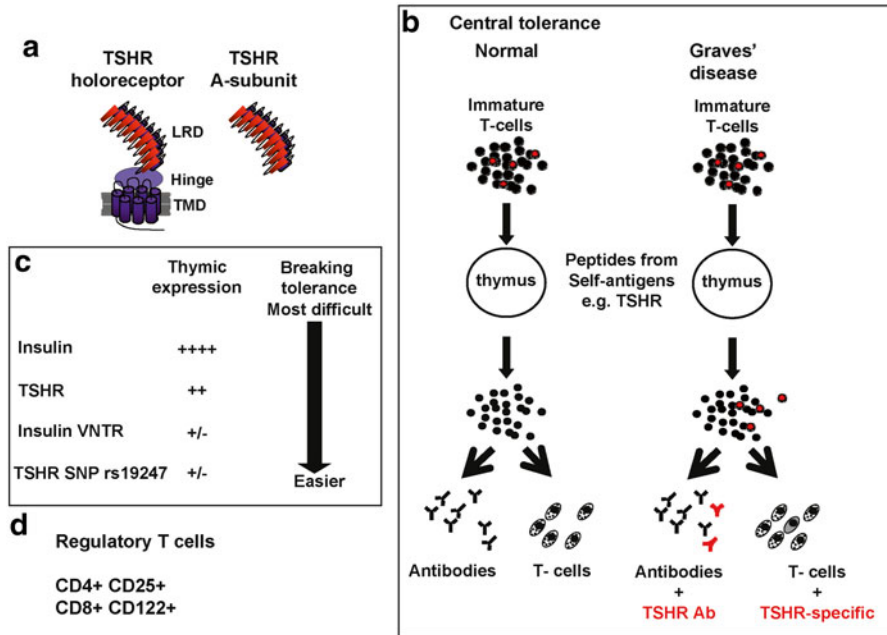 a
TSHR
holoreceptor
TSHR
A-subunit
LRD
Hinge
TMD
b
Central tolerance
Normal
Graves'
disease
Immature
T-cells
Immature
T-cells
thymus
Peptides from
Self-antigens
e.g. TSHR
thymus
Antibodies
T- cells
Antibodies
+
TSHR Ab
T- cells
+
TSHR-specific
c
Thymic
expression
Breaking
tolerance
Most difficult
Insulin ++++
TSHR ++
Insulin VNTR +/-
TSHR SNP rs19247 +/-
Easier
d
Regulatory T cells
CD4+ CD25+
CD8+ CD122+